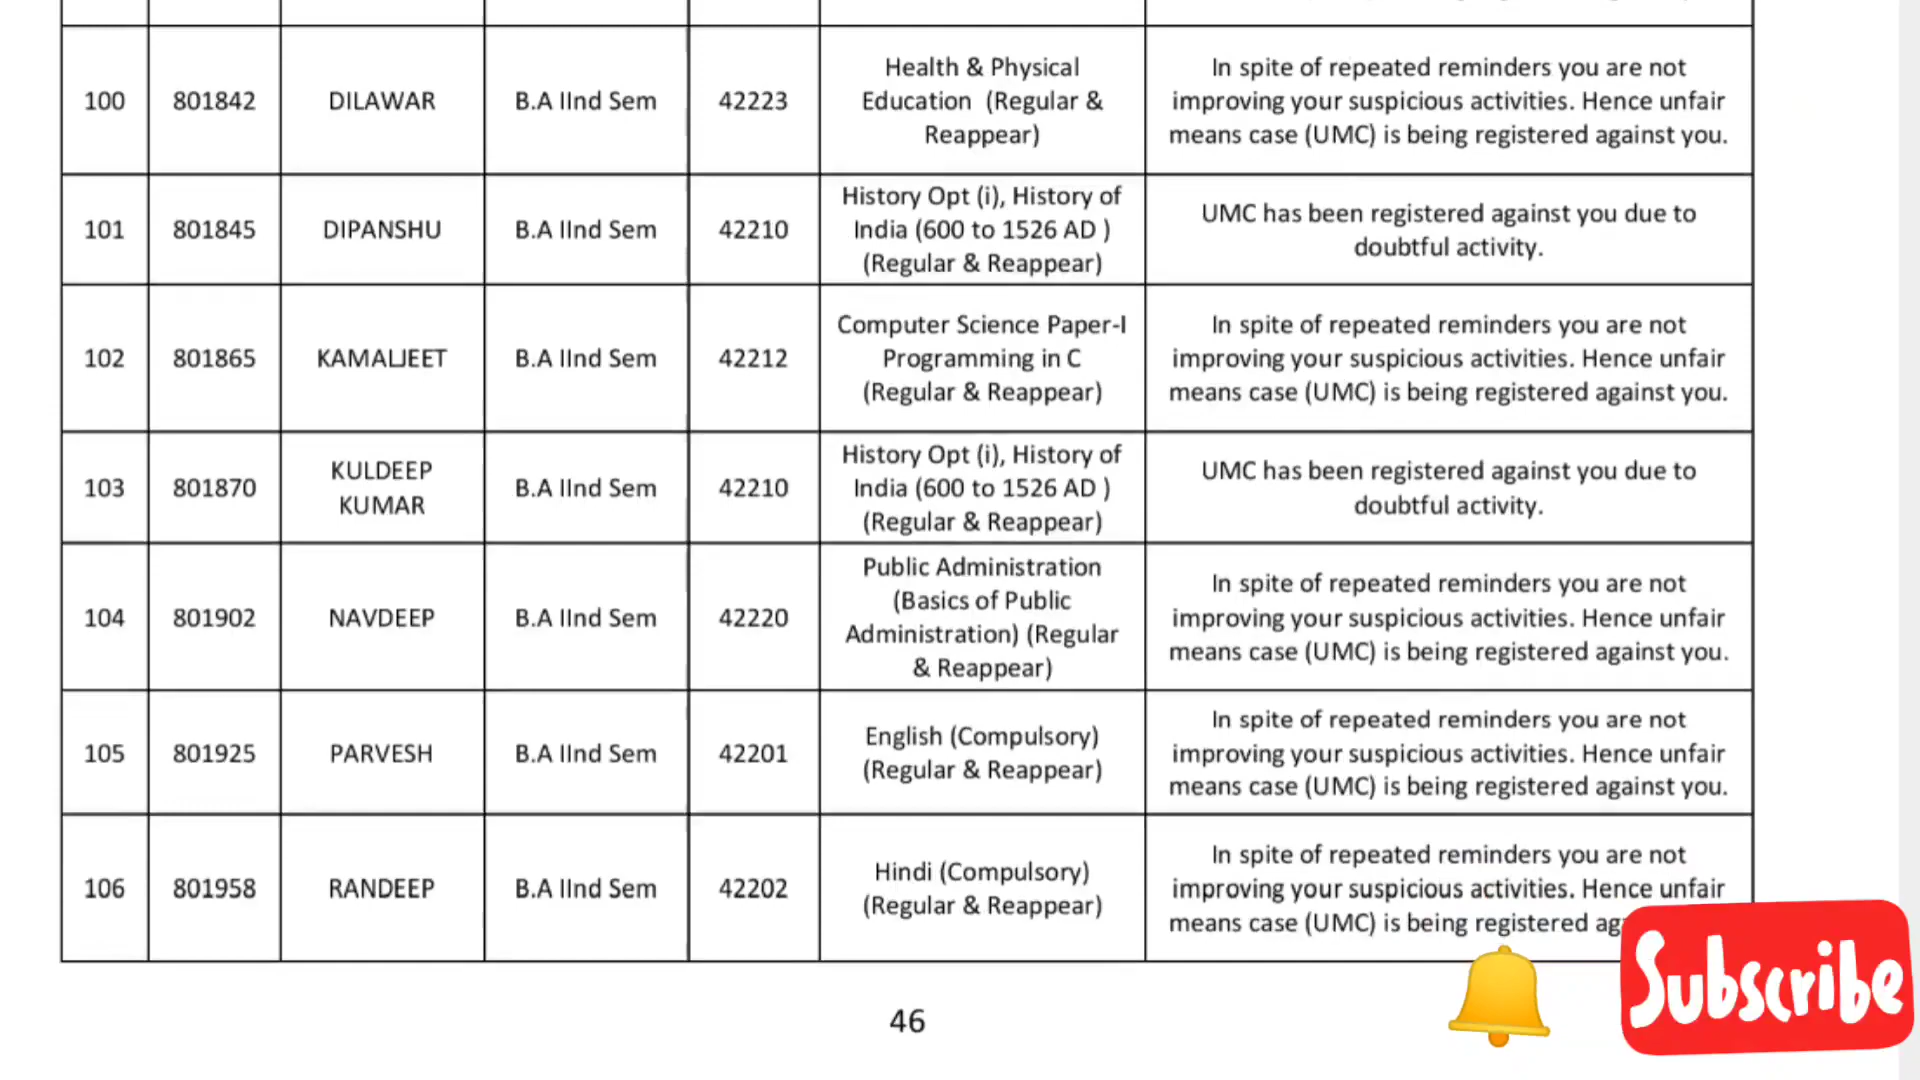 100 801842 DILAWAR B.A IInd Sem 42223 Health & Physical
Education (Regular &
Reappear) In spite of repeated reminders you are not
improving your suspicious activities. Hence unfair
means case (UMC) is being registered against you.
101 801845 DIPANSHU B.A IInd Sem 42210 History Opt (i), History of
India (600 to 1526 AD )
(Regular & Reappear) UMC has been registered against you due to
doubtful activity.
102 801865 KAMALJEET B.A IInd Sem 42212 Computer Science Paper-I
Programming in C
(Regular & Reappear) In spite of repeated reminders you are not
improving your suspicious activities. Hence unfair
means case (UMC) is being registered against you.
103 801870 KULDEEP
KUMAR B.A IInd Sem 42210 History Opt (i), History of
India (600 to 1526 AD )
(Regular & Reappear) UMC has been registered against you due to
doubtful activity.
104 801902 NAVDEEP B.A IInd Sem 42220 Public Administration
(Basics of Public
Administration) (Regular
& Reappear) In spite of repeated reminders you are not
improving your suspicious activities. Hence unfair
means case (UMC) is being registered against you.
105 801925 PARVESH B.A IInd Sem 42201 English (Compulsory)
(Regular & Reappear) In spite of repeated reminders you are not
improving your suspicious activities. Hence unfair
means case (UMC) is being registered against you.
106 801958 RANDEEP B.A IInd Sem 42202 Hindi (Compulsory)
(Regular & Reappear) In spite of repeated reminders you are not
improving your suspicious activities. Hence unfair
means case (UMC) is being registered
46
Subscribe